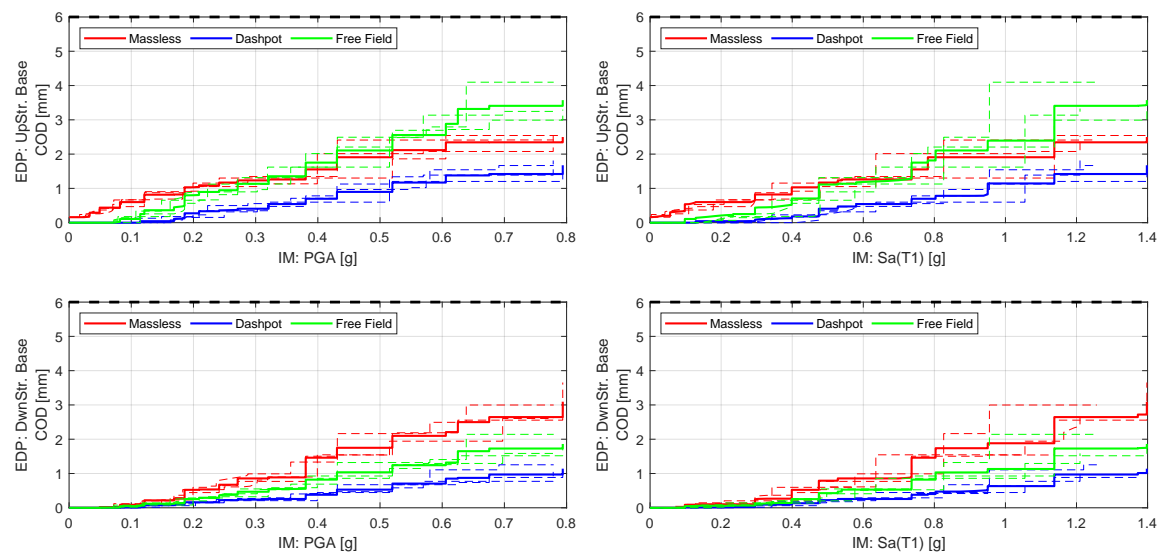 EDP: UpStr. Base
COD [mm]
6
5
4
3
2
1
0
Massless Dashpot Free Field
0 0.1 0.2 0.3 0.4 0.5 0.6 0.7 0.8
IM: PGA [g]
EDP: UpStr. Base
COD [mm]
6
5
4
3
2
1
0
Massless Dashpot Free Field
0 0.2 0.4 0.6 0.8 1 1.2 1.4
IM: Sa(T1) [g]
EDP: DwnStr. Base
COD [mm]
6
5
4
3
2
1
0
Massless Dashpot Free Field
0 0.1 0.2 0.3 0.4 0.5 0.6 0.7 0.8
IM: PGA [g]
EDP: DwnStr. Base
COD [mm]
6
5
4
3
2
1
0
Massless Dashpot Free Field
0 0.2 0.4 0.6 0.8 1 1.2 1.4
IM: Sa(T1) [g]